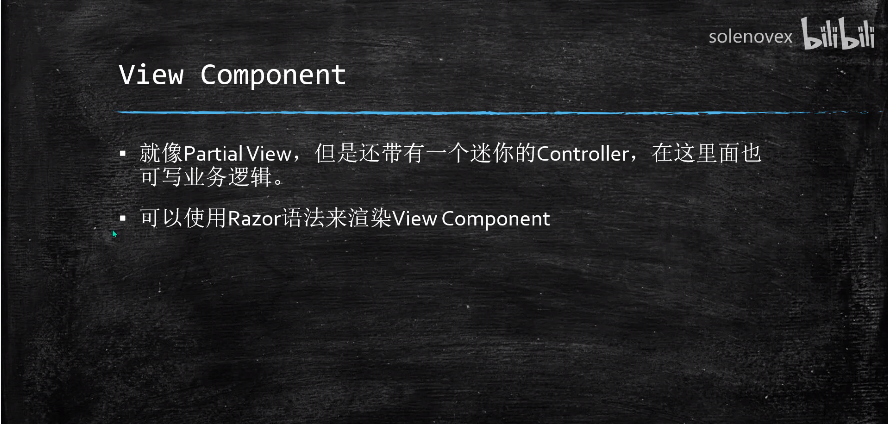 solenovex bilibili
View Component
▪ 就像Partial View，但是还带有一个迷你的Controller，在这里面也
可写业务逻辑。
▪ 可以使用Razor语法来渲染View Component